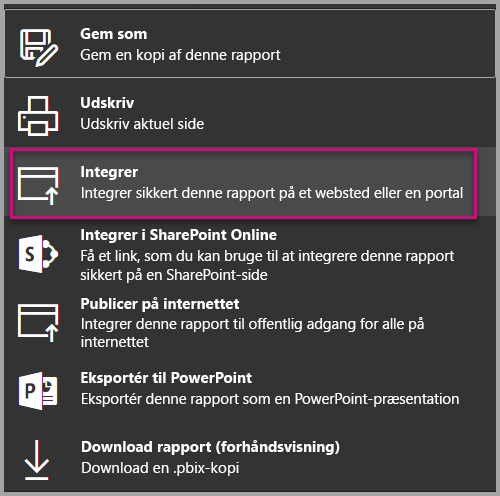 Gem som
Gem en kopi af denne rapport
Udskriv
Udskriv aktuel side
Integrer
Integrer sikkert denne rapport på et websted eller en portal
Integrer i SharePoint Online
Få et link, som du kan bruge til at integrere denne rapport
sikkert på en SharePoint-side
Publicer på internettet
Integrer denne rapport til offentlig adgang for alle på
internettet
Eksportér til PowerPoint
Eksportér denne rapport som en PowerPoint-præsentation
Download rapport (forhåndsvisning)
Download en .pbix-kopi